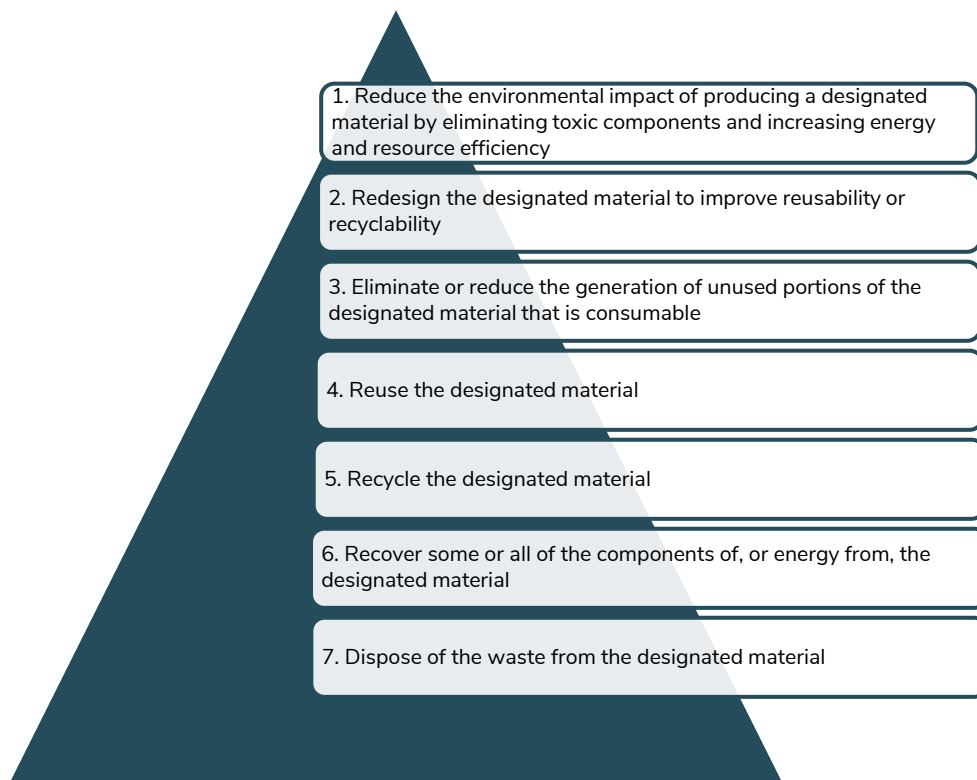 1. Reduce the environmental impact of producing a designated
material by eliminating toxic components and increasing energy
and resource efficiency
2. Redesign the designated material to improve reusability or
recyclability
3. Eliminate or reduce the generation of unused portions of the
designated material that is consumable
4. Reuse the designated material
5. Recycle the designated material
6. Recover some or all of the components of, or energy from, the
designated material
7. Dispose of the waste from the designated material